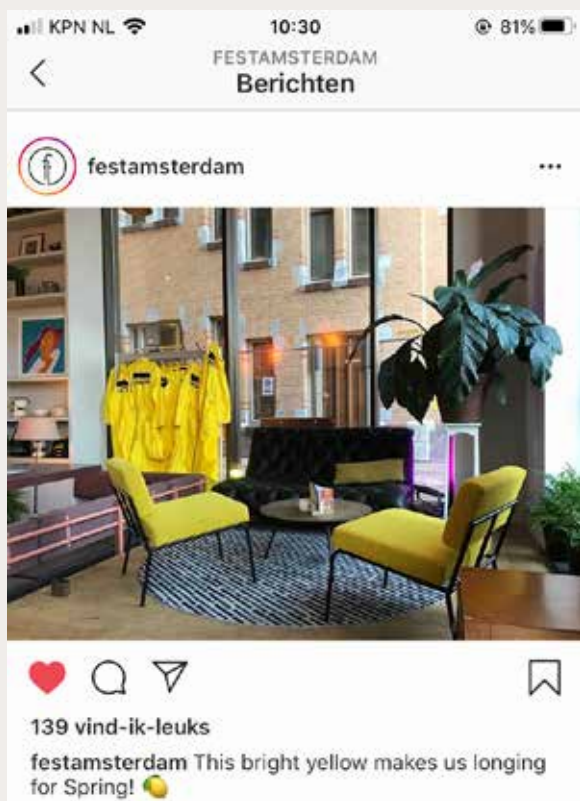 KPN NL 10:30 81%
FESTAMSTERDAM
Berichten
festamsterdam
139 vind-ik-leuks
festamsterdam This bright yellow makes us longing
for Spring! 🍋